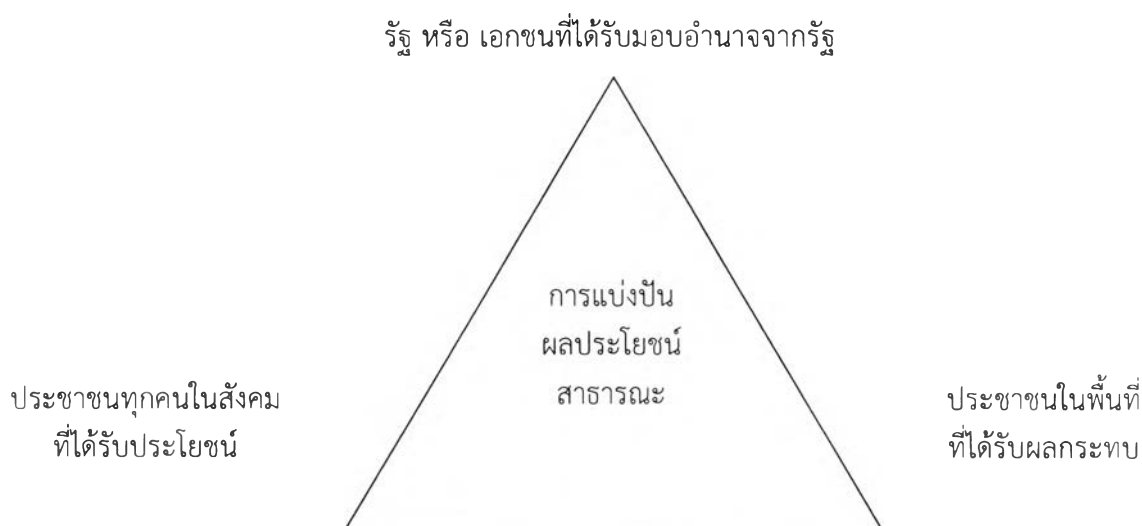 รัฐ หรือ เอกชนที่ได้รับมอบอำนาจจากรัฐ
การแบ่งปัน
ผลประโยชน์
สาธารณะ
ประชาชนทุกคนในสังคม
ที่ได้รับประโยชน์
ประชาชนในพื้นที่
ที่ได้รับผลกระทบ